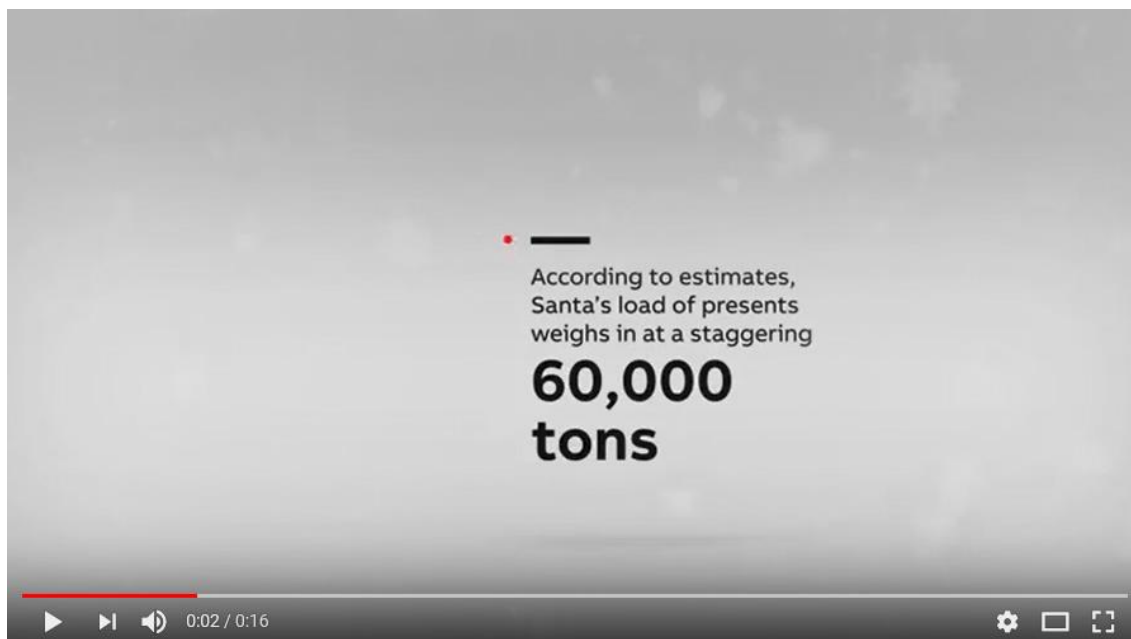 According to estimates,
Santa's load of presents
weighs in at a staggering
60,000
tons
0:02 / 0:16